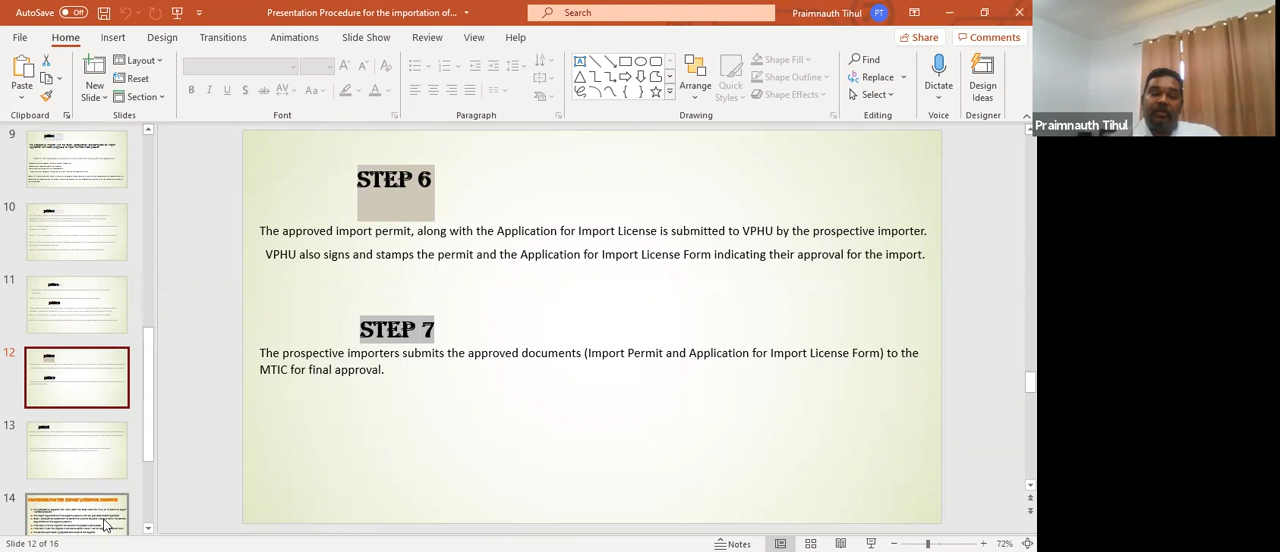 AutoSave Off Presentation Procedure for the importation of... Search Praimnauth Tihul PT
File Home Insert Design Transitions Animations Slide Show Review View Help Share Comments
Paste New Slide Layout Reset Section Arrange Quick Styles Shape Fill Shape Outline Shape Effects Find Replace Select Dictate Design Ideas
Clipboard Slides Font Paragraph Drawing Editing Voice Designer
Praimnauth Tihul
9
10
11
12
13
14
STEP 6
The approved import permit, along with the Application for Import License is submitted to VPHU by the prospective importer.
VPHU also signs and stamps the permit and the Application for Import License Form indicating their approval for the import.
STEP 7
The prospective importers submits the approved documents (Import Permit and Application for Import License Form) to the
MTIC for final approval.
Slide 12 of 16 Notes 72%